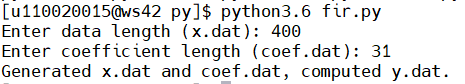 [u110020015@ws42 py]$ python3.6 fir.py
Enter data length (x.dat): 400
Enter coefficient length (coef.dat): 31
Generated x.dat and coef.dat, computed y.dat.